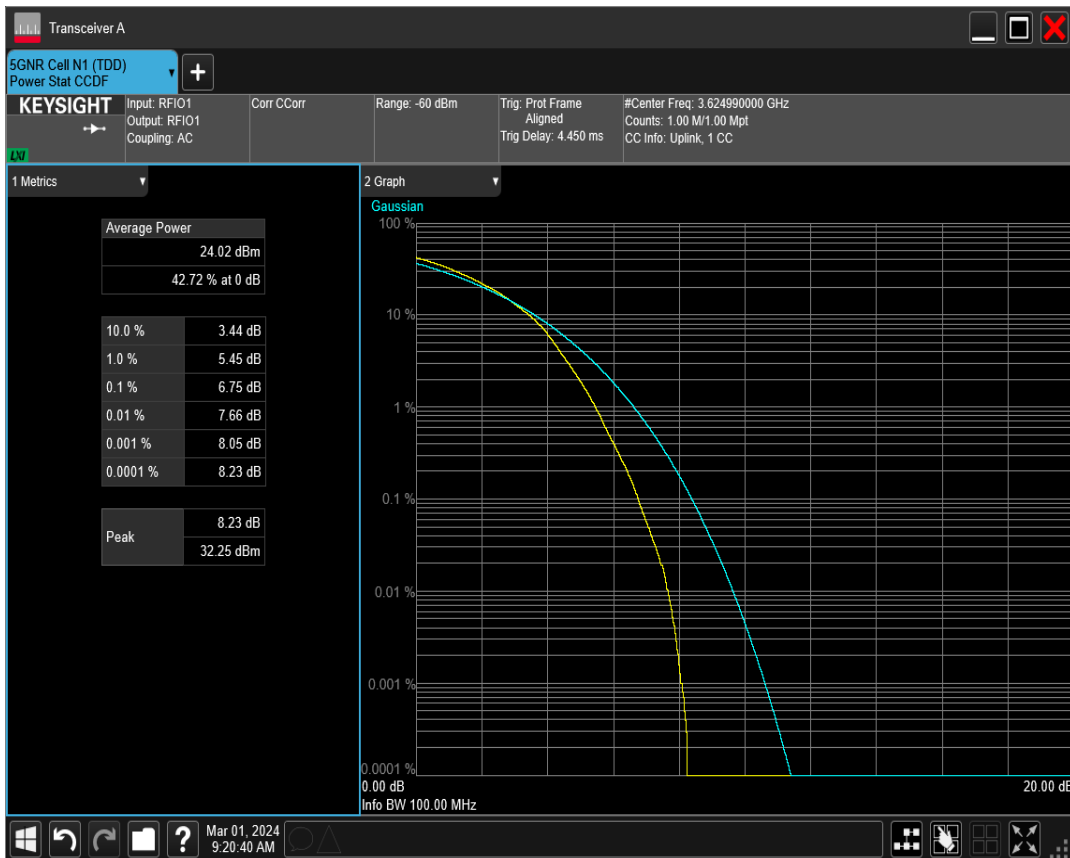 Transceiver A
5GNR Cell N1 (TDD)
Power Stat CCDF
+
KEYSIGHT
LXI
Input: RFIO1
Output: RFIO1
Coupling: AC
Corr CCorr
Range: -60 dBm
Trig: Prot Frame
Aligned
Trig Delay: 4.450 ms
#Center Freq: 3.624990000 GHz
Counts: 1.00 M/1.00 Mpt
CC Info: Uplink, 1 CC
1 Metrics
Average Power
24.02 dBm
42.72 % at 0 dB
10.0 % 3.44 dB
1.0 % 5.45 dB
0.1 % 6.75 dB
0.01 % 7.66 dB
0.001 % 8.05 dB
0.0001 % 8.23 dB
Peak
8.23 dB
32.25 dBm
2 Graph
Gaussian
100 %
10 %
1 %
0.1 %
0.01 %
0.001 %
0.0001 %
0.00 dB
20.00 dB
Info BW 100.00 MHz
?
Mar 01, 2024
9:20:40 AM